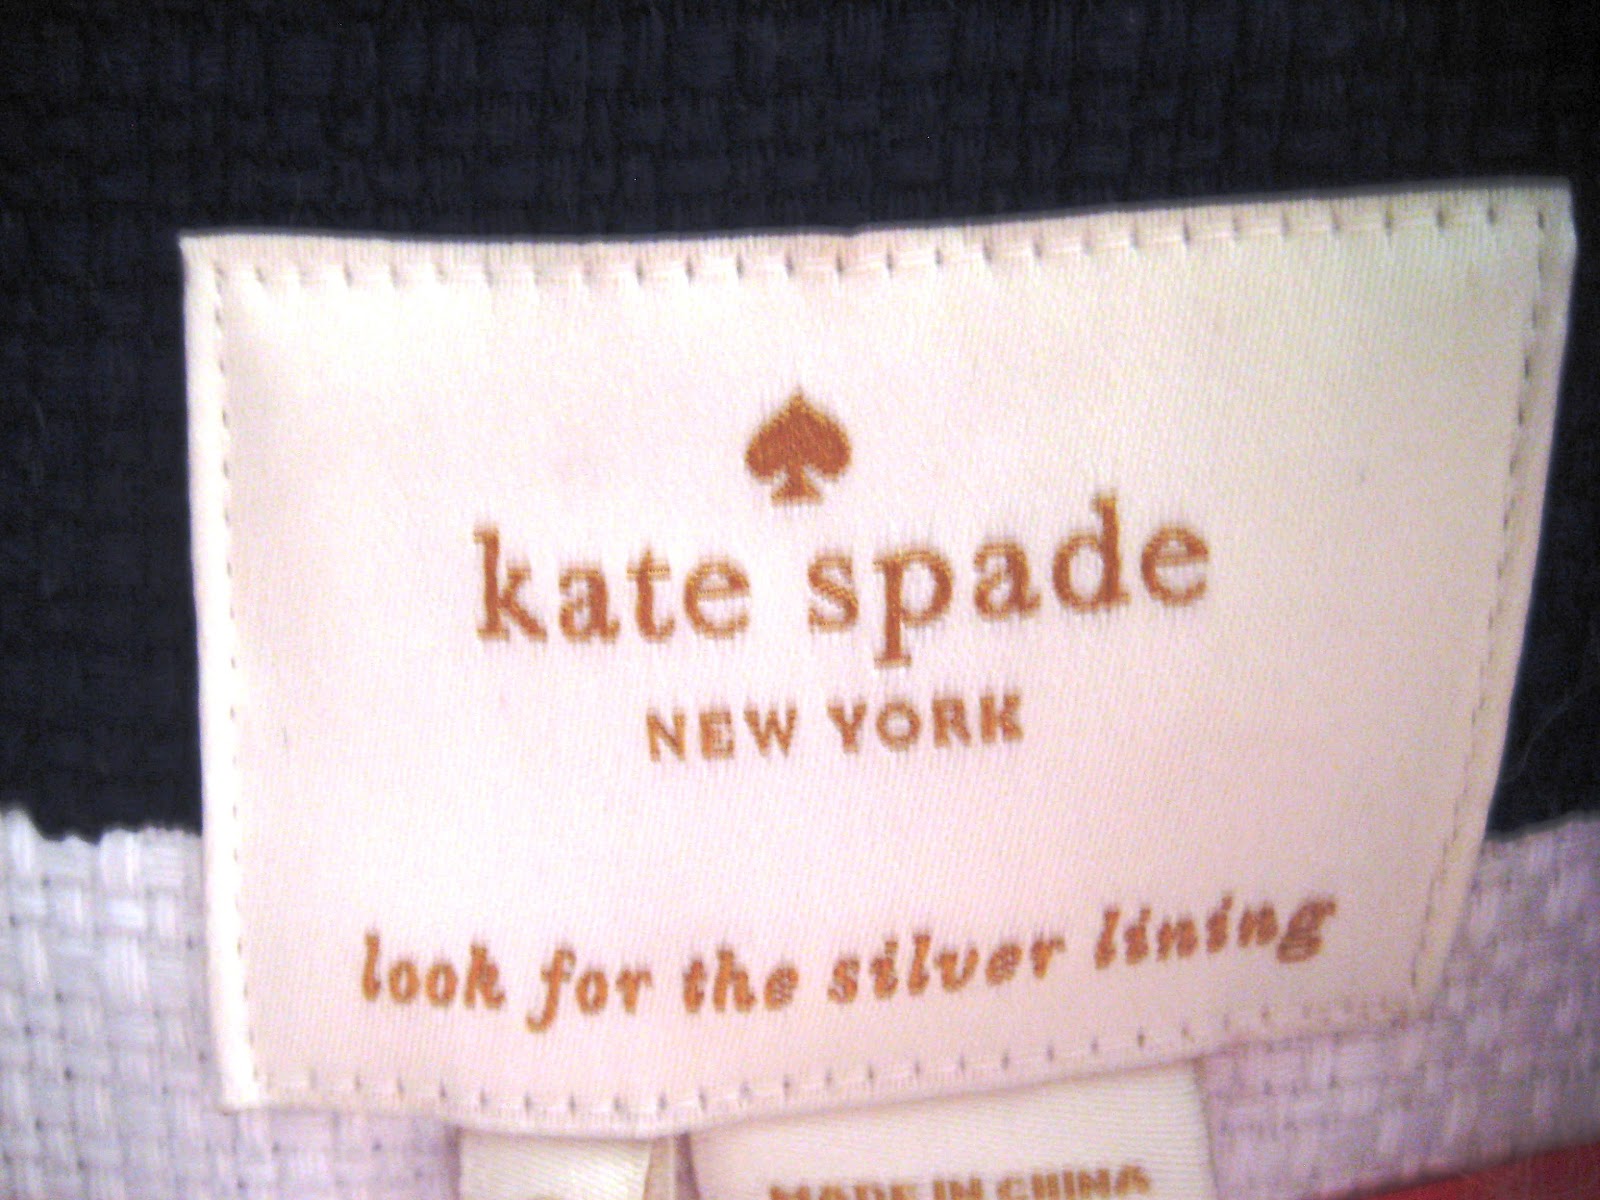 kate spade
NEW YORK
look for the silver lining
MADE IN CHINA